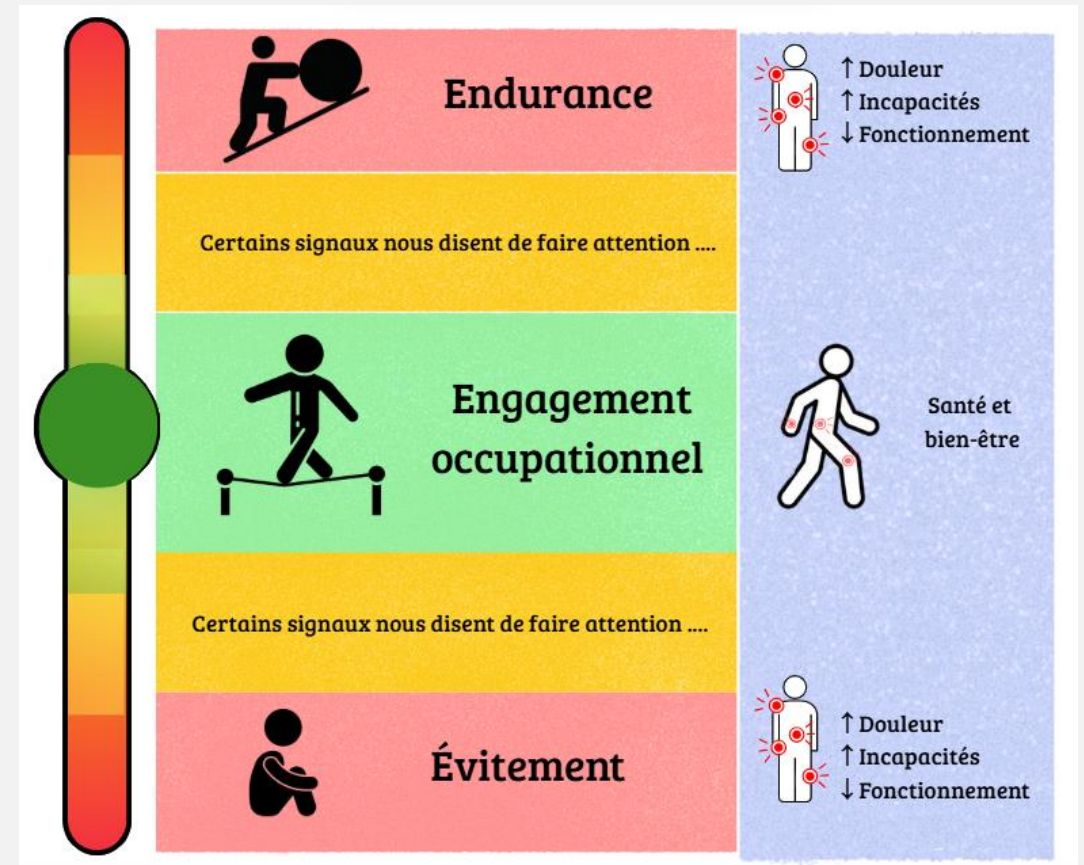 Endurance
↑ Douleur
↑ Incapacités
↓ Fonctionnement
Certains signaux nous disent de faire attention ....
Engagement
occupationnel
Santé et
bien-être
Certains signaux nous disent de faire attention ....
Évitement
↑ Douleur
↑ Incapacités
↓ Fonctionnement